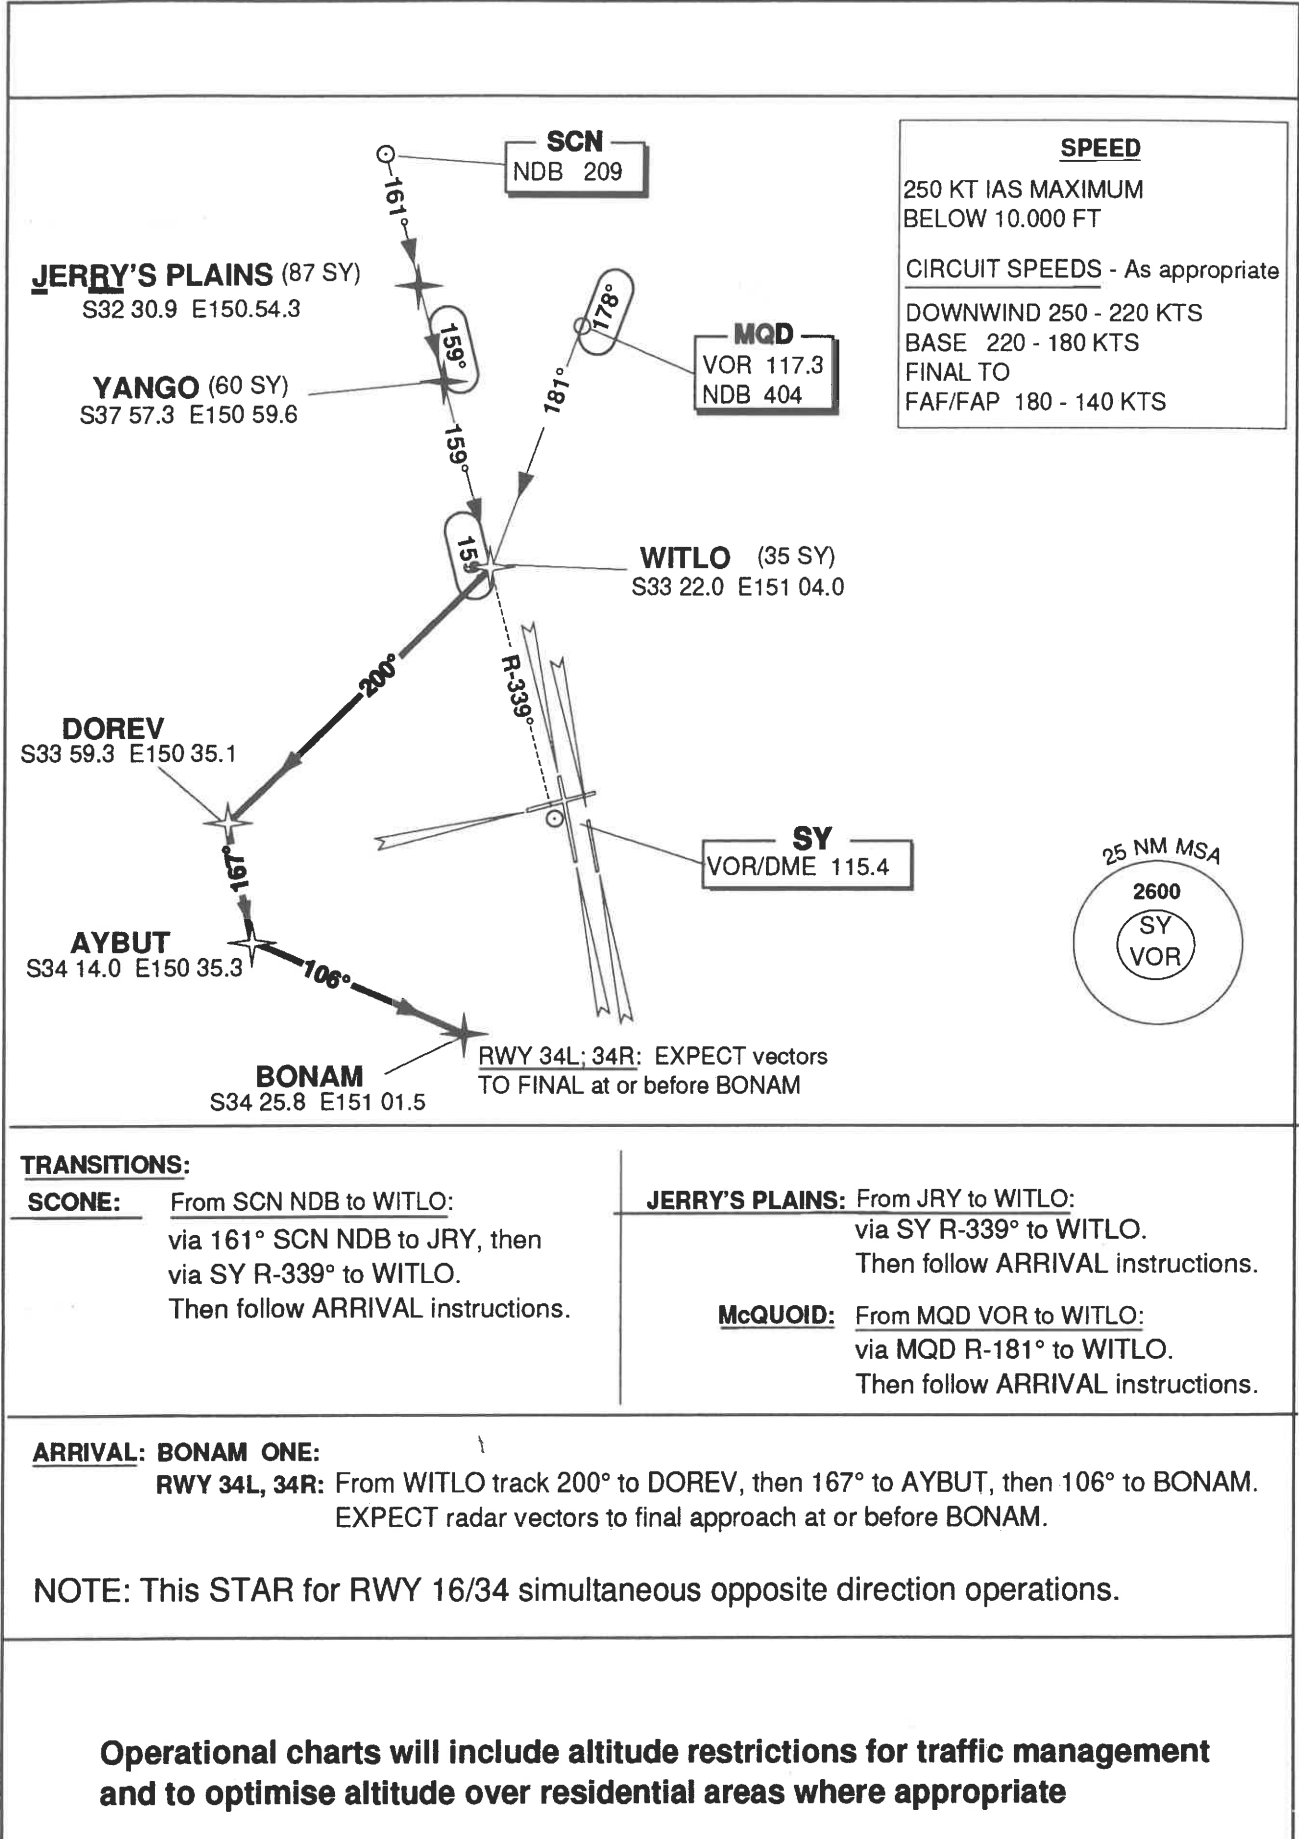 SCN
NDB 209
161°
JERRY'S PLAINS (87 SY)
S32 30.9 E150.54.3
159°
YANGO (60 SY)
S37 57.3 E150 59.6
159°
178°
MQD
VOR 117.3
NDB 404
181°
SPEED
250 KT IAS MAXIMUM
BELOW 10.000 FT
CIRCUIT SPEEDS - As appropriate
DOWNWIND 250 - 220 KTS
BASE 220 - 180 KTS
FINAL TO
FAF/FAP 180 - 140 KTS
159
WITLO (35 SY)
S33 22.0 E151 04.0
200°
R-339°
DOREV
S33 59.3 E150 35.1
167°
SY
VOR/DME 115.4
25 NM MSA
2600
SY
VOR
AYBUT
S34 14.0 E150 35.3
106°
BONAM
S34 25.8 E151 01.5
RWY 34L; 34R: EXPECT vectors
TO FINAL at or before BONAM
TRANSITIONS:
SCONE: From SCN NDB to WITLO:
via 161° SCN NDB to JRY, then
via SY R-339° to WITLO.
Then follow ARRIVAL instructions.
JERRY'S PLAINS: From JRY to WITLO:
via SY R-339° to WITLO.
Then follow ARRIVAL instructions.
McQUOID: From MQD VOR to WITLO:
via MQD R-181° to WITLO.
Then follow ARRIVAL instructions.
ARRIVAL: BONAM ONE:
RWY 34L, 34R: From WITLO track 200° to DOREV, then 167° to AYBUT, then 106° to BONAM.
EXPECT radar vectors to final approach at or before BONAM.
NOTE: This STAR for RWY 16/34 simultaneous opposite direction operations.
Operational charts will include altitude restrictions for traffic management
and to optimise altitude over residential areas where appropriate